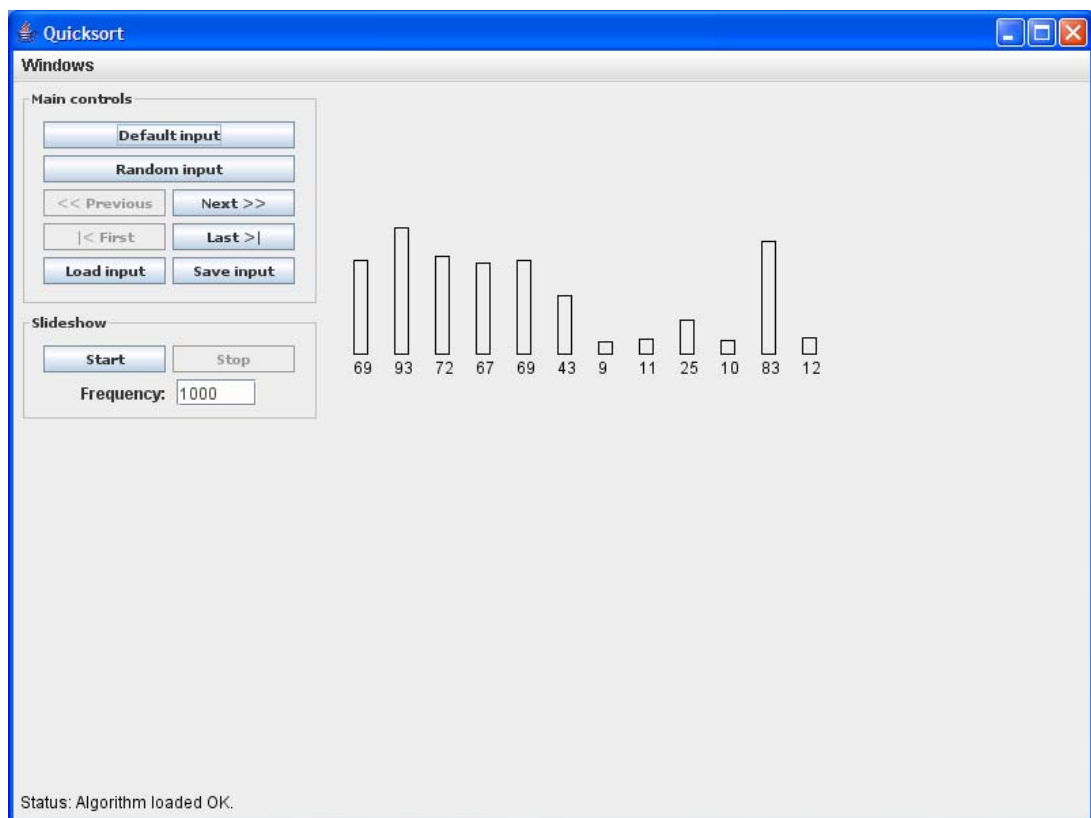 Quicksort
Windows
Main controls
Default input
Random input
<< Previous
Next >>
|< First
Last >|
Load input
Save input
Slideshow
Start
Stop
Frequency: 1000
69 93 72 67 69 43 9 11 25 10 83 12
Status: Algorithm loaded OK.